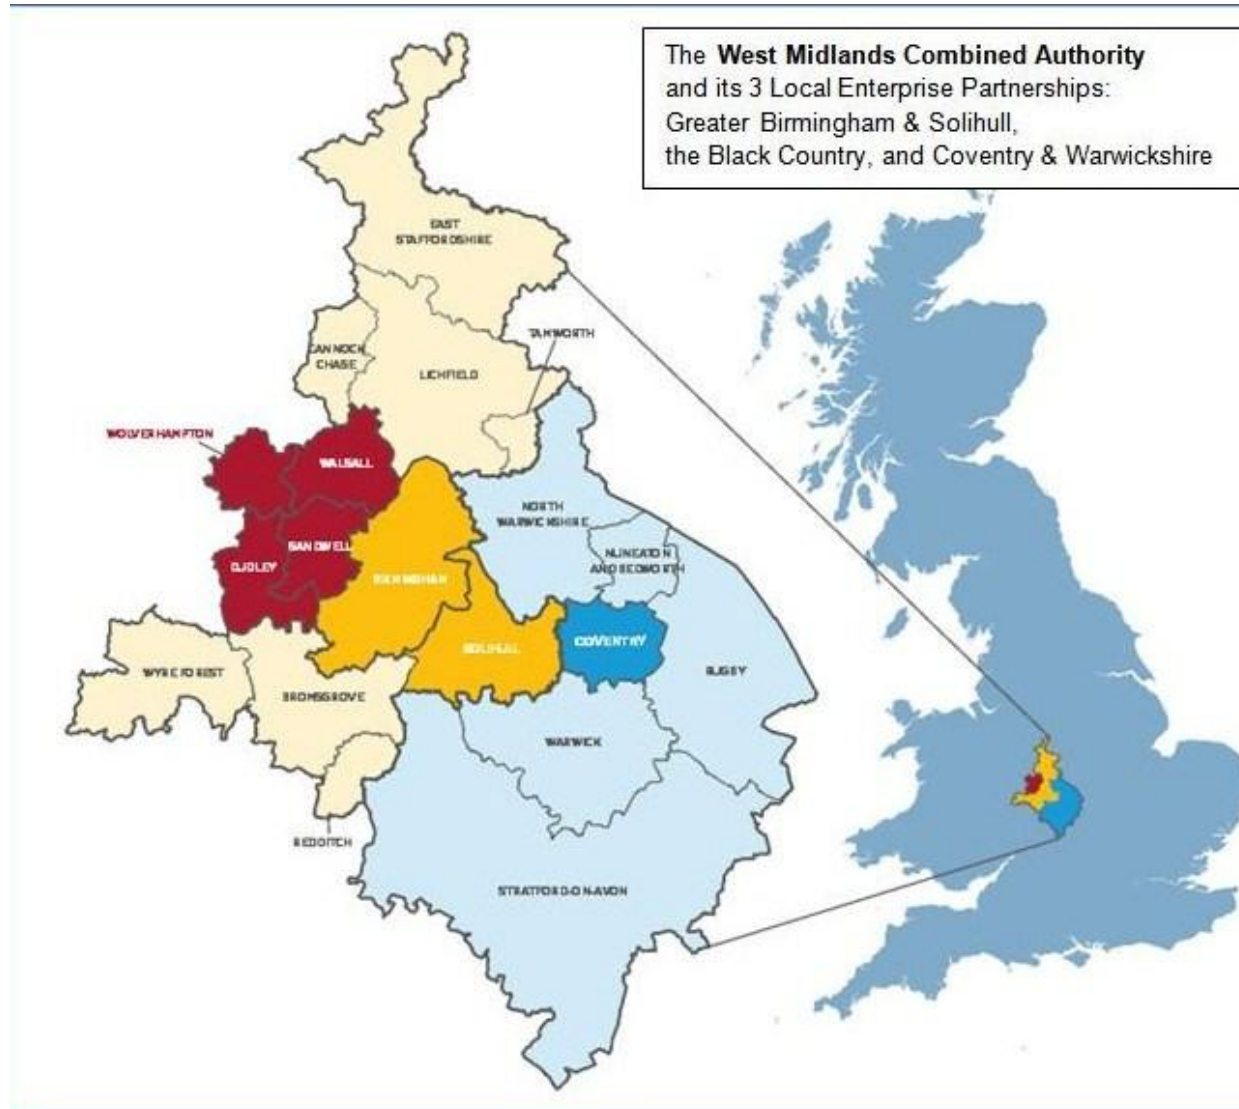 The West Midlands Combined Authority
and its 3 Local Enterprise Partnerships:
Greater Birmingham & Solihull,
the Black Country, and Coventry & Warwickshire
EAST
STAFFORDSHIRE
TAMWORTH
CANNOCK
CHASE
LICHFIELD
WOLVERHAMPTON
WALSALL
NORTH
WARWICKSHIRE
SANDWELL
NUNEATON
AND BEDWORTH
DUDLEY
BIRMINGHAM
COVENTRY
SOLIHULL
WYRE FOREST
RUGBY
BROMSGROVE
WARWICK
REDDITCH
STRATFORD-ON-AVON